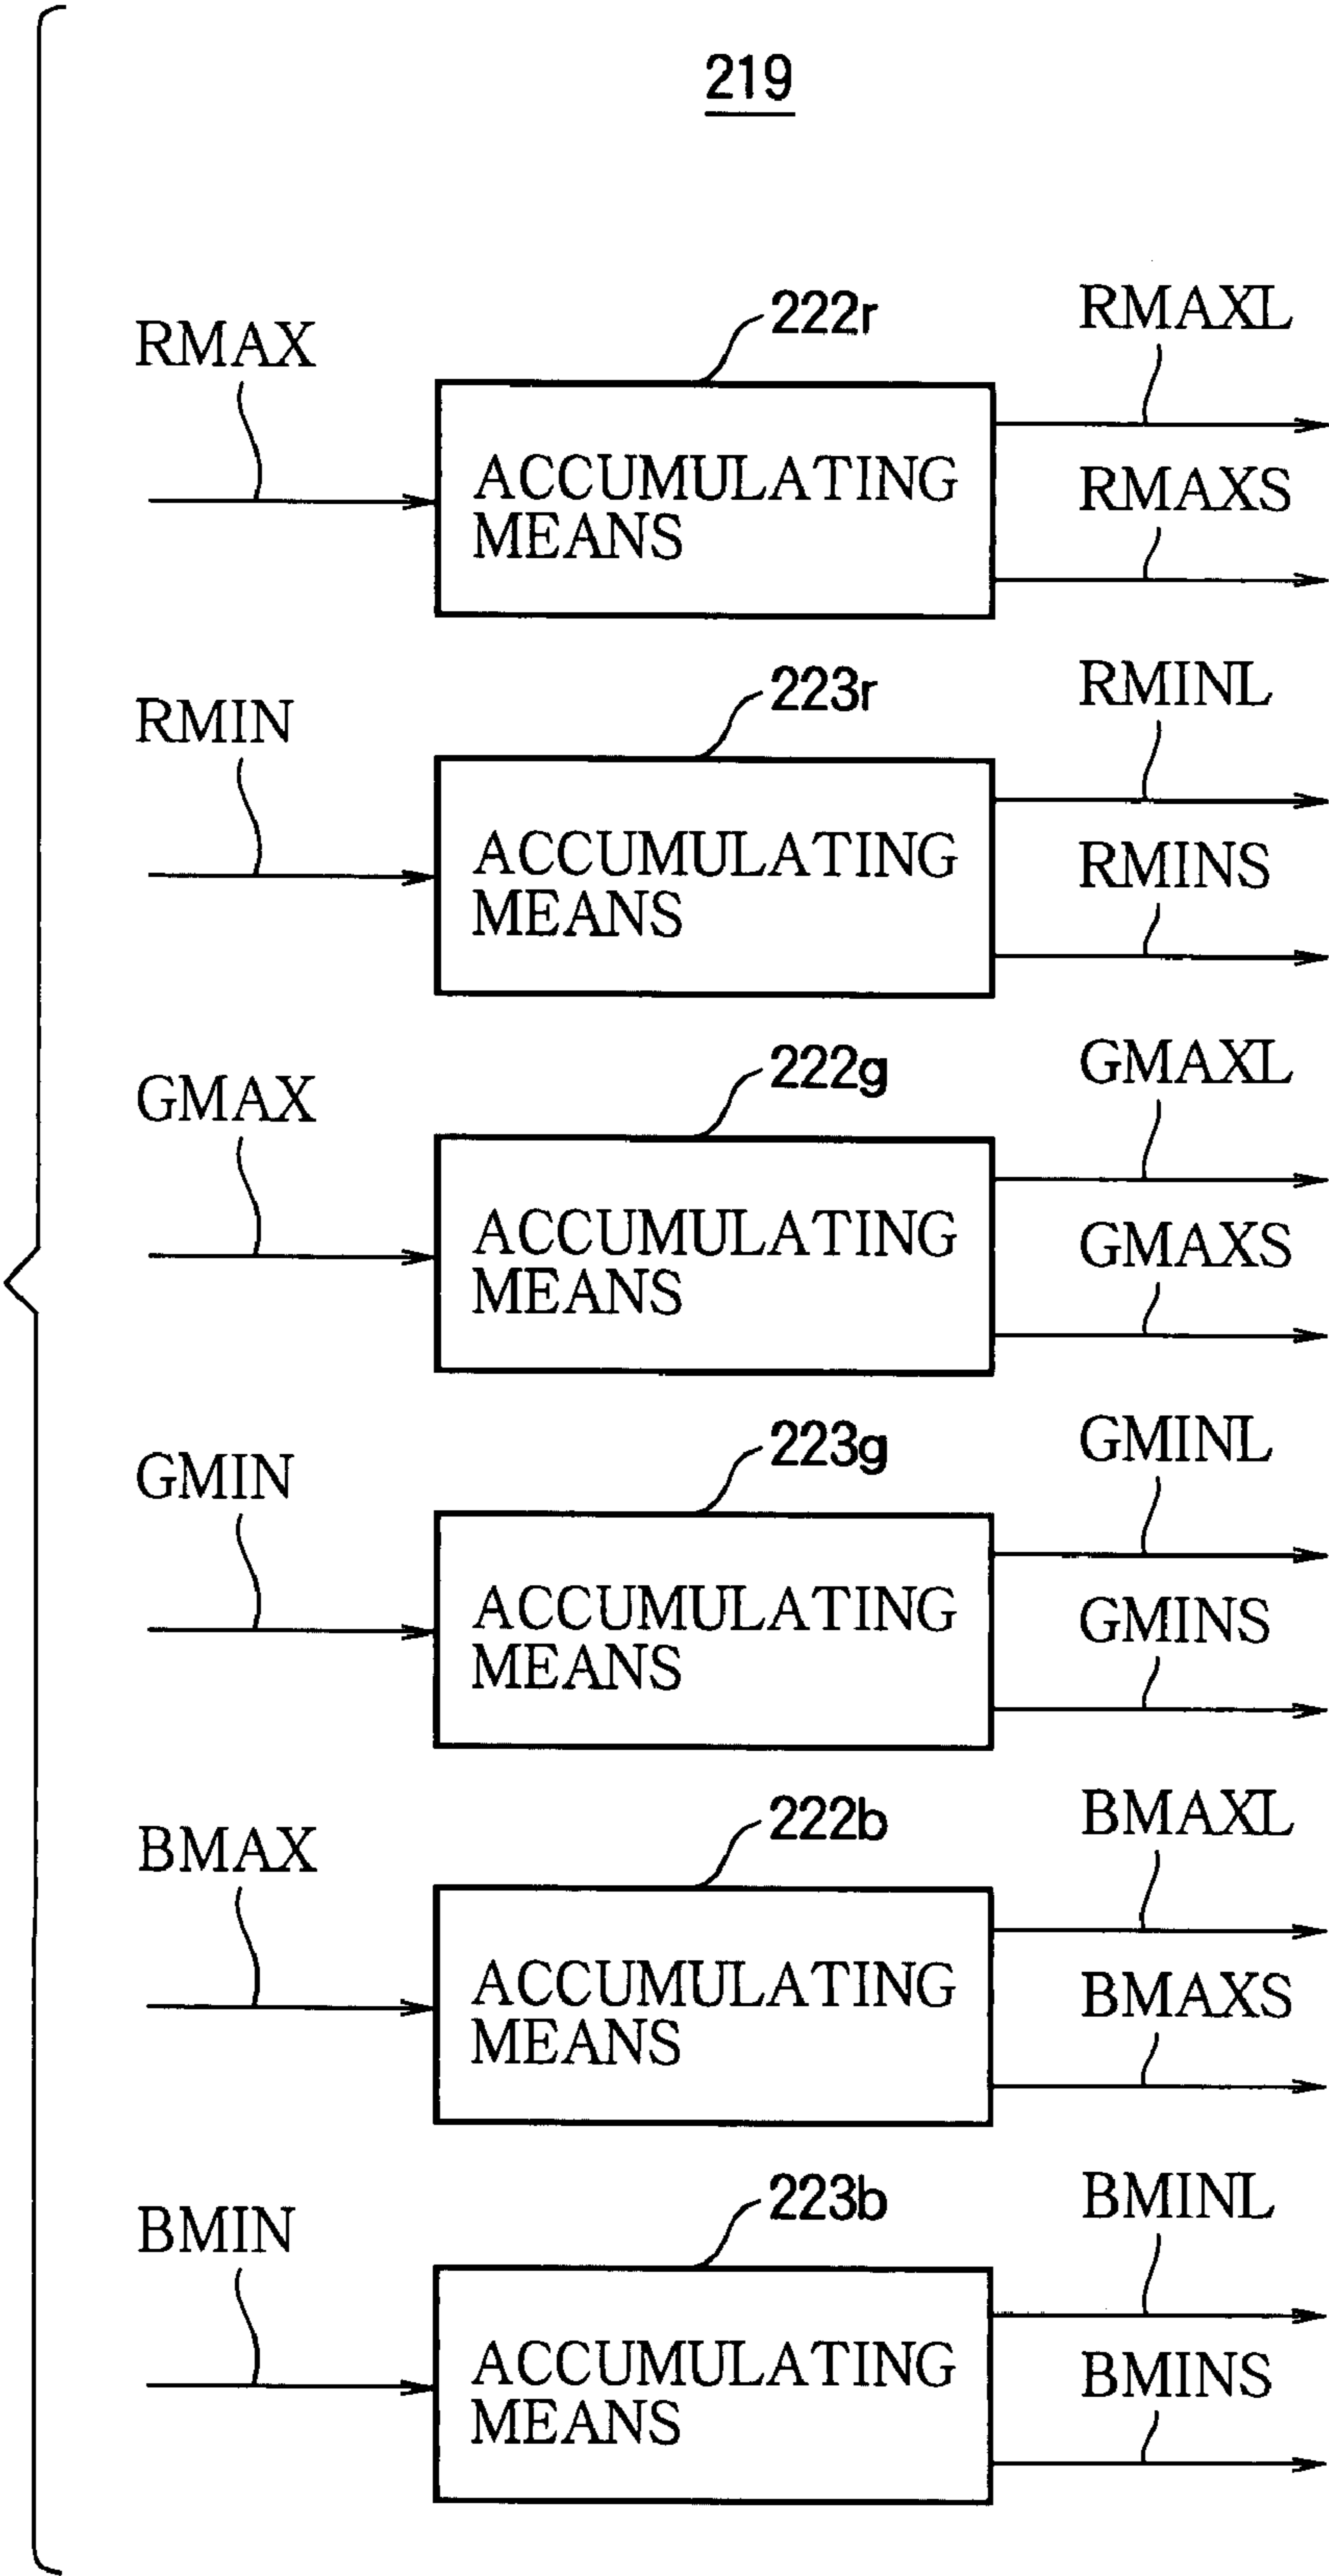 219
222r
RMAXL
RMAX
ACCUMULATING
MEANS
RMAXS
223r
RMINL
RMIN
ACCUMULATING
MEANS
RMINS
222g
GMAXL
GMAX
ACCUMULATING
MEANS
GMAXS
223g
GMINL
GMIN
ACCUMULATING
MEANS
GMINS
222b
BMAXL
BMAX
ACCUMULATING
MEANS
BMAXS
223b
BMINL
BMIN
ACCUMULATING
MEANS
BMINS